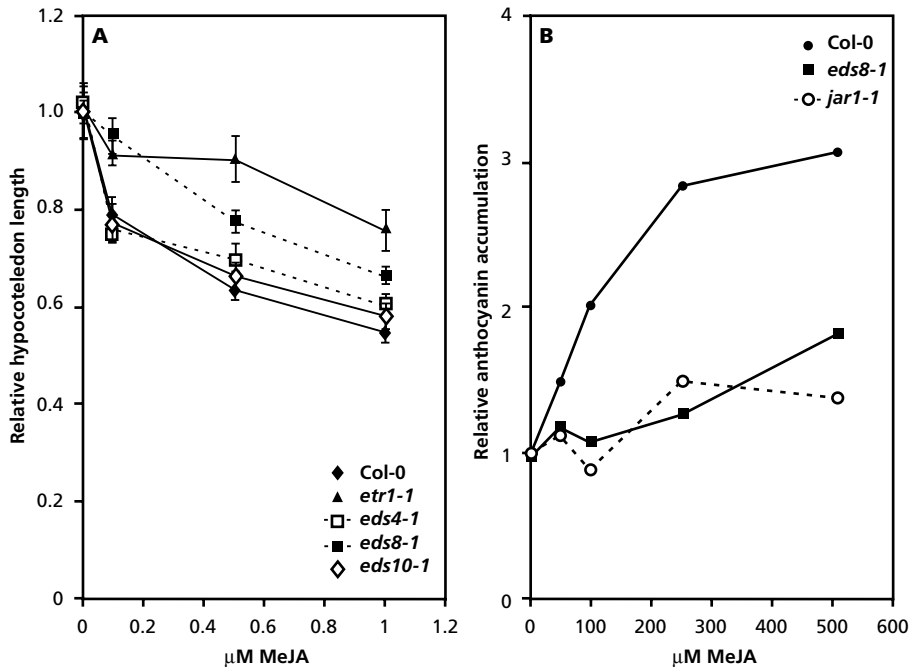 A
Relative hypocoteledon length
1.2
1.0
0.8
0.6
0.4
0.2
0
0 0.2 0.4 0.6 0.8 1.0 1.2
μM MeJA
Col-0
etr1-1
eds4-1
eds8-1
eds10-1
B
Relative anthocyanin accumulation
4
3
2
1
0
0 100 200 300 400 500 600
μM MeJA
Col-0
eds8-1
jar1-1